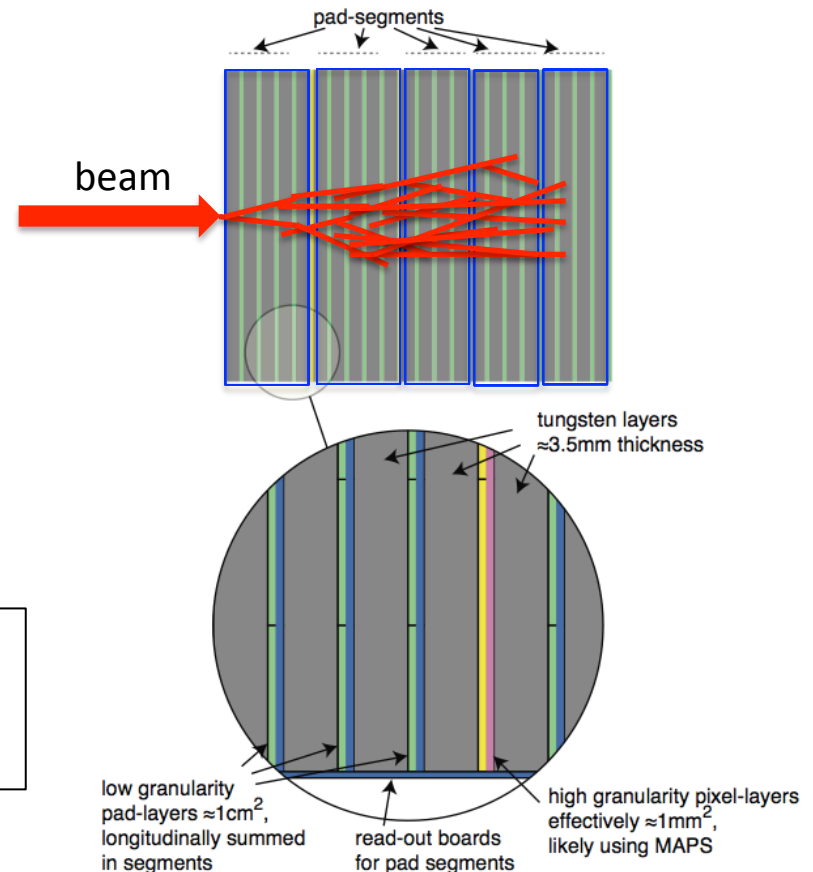 pad-segments
beam
tungsten layers
≈3.5mm thickness
low granularity
pad-layers ≈1cm²,
longitudinally summed
in segments
read-out boards
for pad segments
high granularity pixel-layers
effectively ≈1mm²,
likely using MAPS